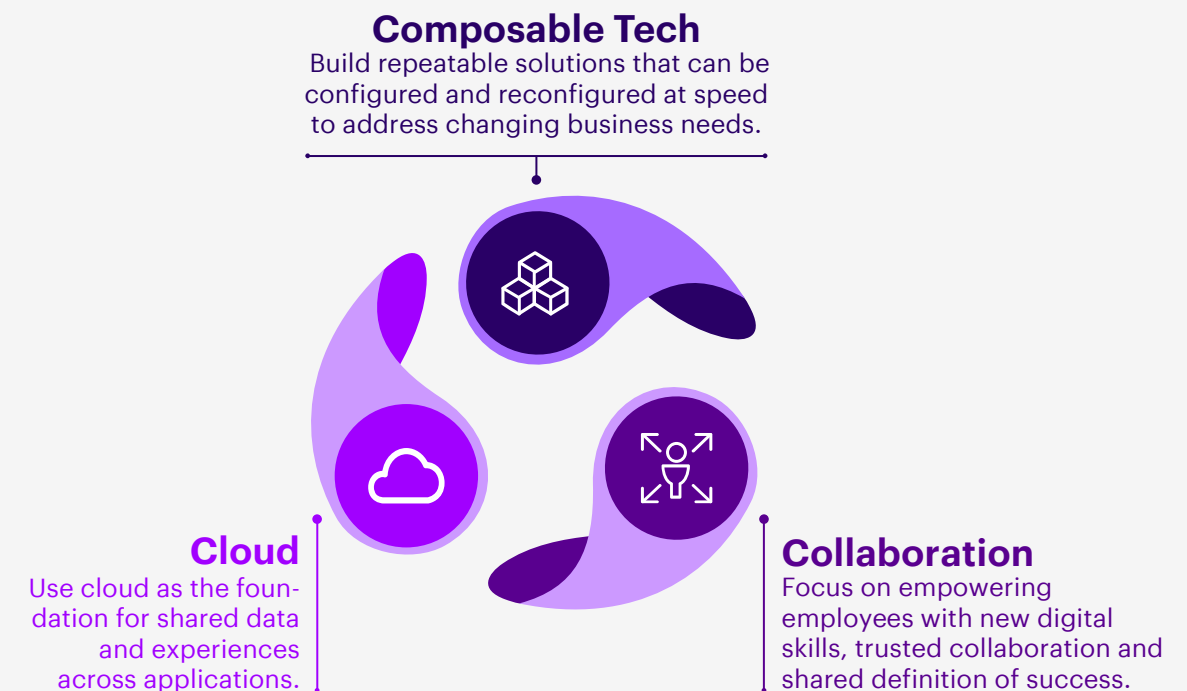 Composable Tech
Build repeatable solutions that can be
configured and reconfigured at speed
to address changing business needs.
Cloud
Use cloud as the foun-
dation for shared data
and experiences
across applications.
Collaboration
Focus on empowering
employees with new digital
skills, trusted collaboration and
shared definition of success.